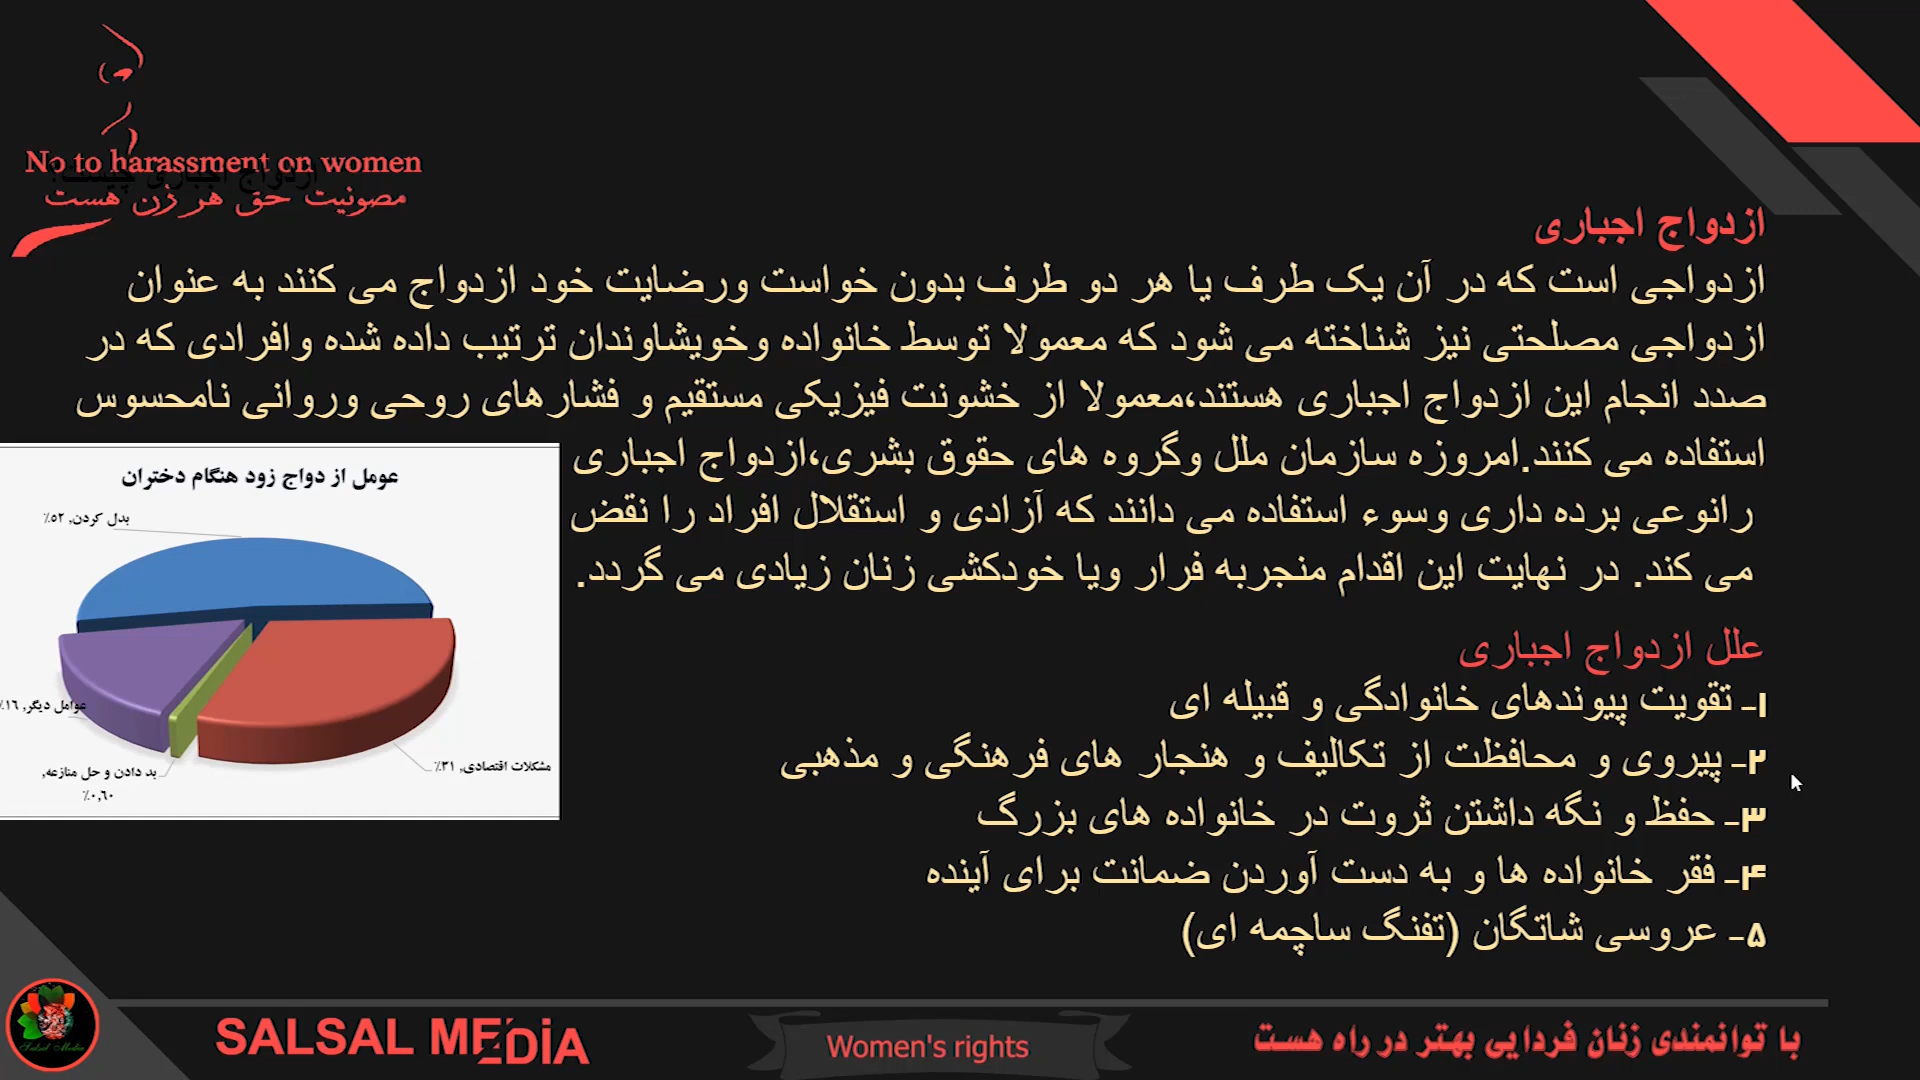 No to harassment on women
ازدواج اجباری چیست؟
مصونیت حق هر زن هست
ازدواج اجباری
ازدواجی است که در آن یک طرف یا هر دو طرف بدون خواست ورضایت خود ازدواج می کنند به عنوان
ازدواجی مصلحتی نیز شناخته می شود که معمولا توسط خانواده وخویشاوندان ترتیب داده شده وافرادی که در
صدد انجام این ازدواج اجباری هستند،معمولا از خشونت فیزیکی مستقیم و فشارهای روحی وروانی نامحسوس
استفاده می کنند.امروزه سازمان ملل وگروه های حقوق بشری،ازدواج اجباری
رانوعی برده داری وسوء استفاده می دانند که آزادی و استقلال افراد را نقض
می کند. در نهایت این اقدام منجربه فرار ویا خودکشی زنان زیادی می گردد.
عومل از دواج زود هنگام دختران
بدل کردن, ۵۲٪
عوامل دیگر, ۱۶٪
مشکلات اقتصادی, ۳۱٪
بد دادن و حل منازعه,
۰,۶۰٪
علل ازدواج اجباری
۱- تقویت پیوندهای خانوادگی و قبیله ای
۲- پیروی و محافظت از تکالیف و هنجار های فرهنگی و مذهبی
۳- حفظ و نگه داشتن ثروت در خانواده های بزرگ
۴- فقر خانواده ها و به دست آوردن ضمانت برای آینده
۵- عروسی شاتگان (تفنگ ساچمه ای)
Salsal Media
SALSAL MEDiA
Women's rights
با توانمندی زنان فردایی بهتر در راه هست